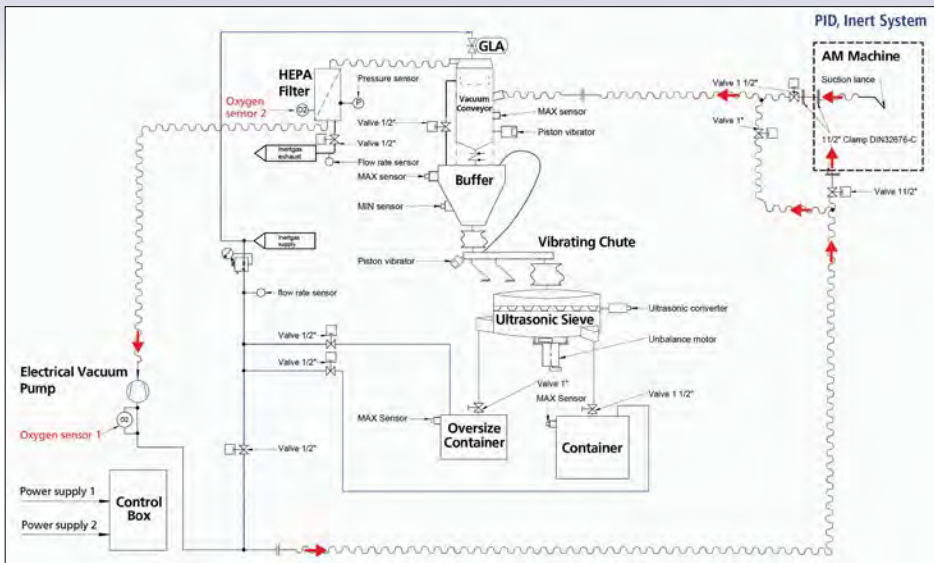 PID, Inert System
AM Machine
Suction lance
Valve 1 1/2"
Valve 1"
11/2" Clamp DIN32676-C
Valve 11/2"
GLA
HEPA
Filter
Pressure sensor
P
Oxygen
sensor 2
O2
Valve 1/2"
Valve 1/2"
Vacuum
Conveyor
MAX sensor
Piston vibrator
Inertgas
exhaust
Flow rate sensor
MAX sensor
Buffer
MIN sensor
Inertgas
supply
Vibrating Chute
Piston vibrator
flow rate sensor
Ultrasonic converter
Ultrasonic Sieve
Unbalance motor
Valve 1/2"
Valve 1/2"
Electrical Vacuum
Pump
O2
Oxygen sensor 1
Valve 1"
Valve 1 1/2"
MAX Sensor
MAX Sensor
Oversize
Container
Container
Valve 1/2"
Power supply 1
Power supply 2
Control
Box